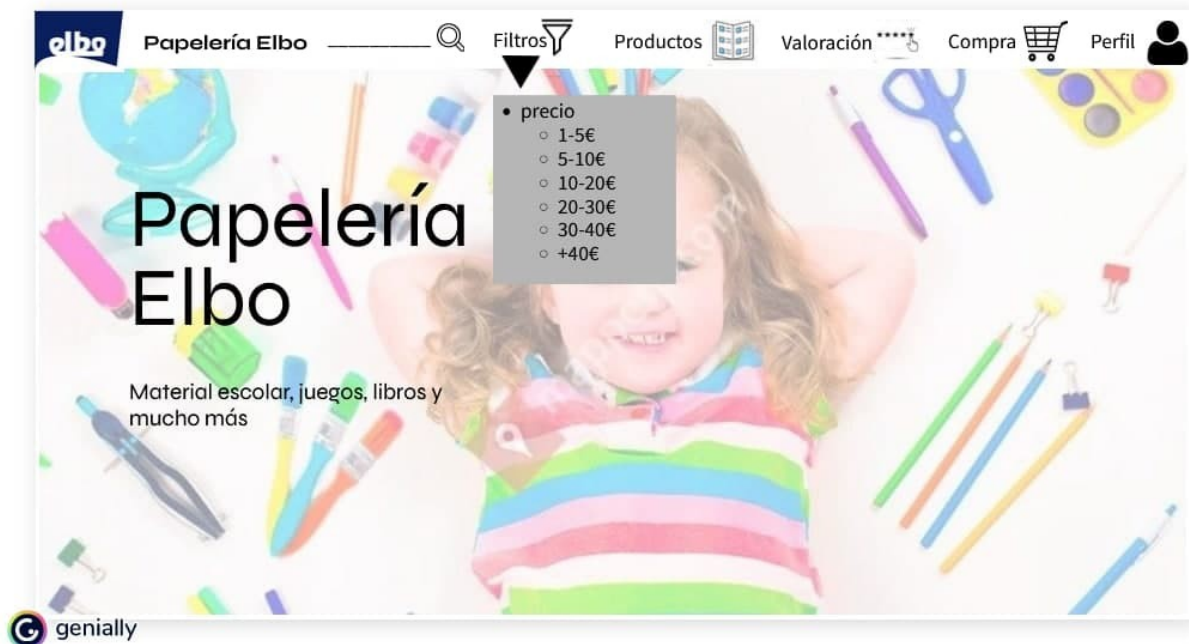 elbo
Papelería Elbo
Filtros
Productos
Valoración
Compra
Perfil
precio
1-5€
5-10€
10-20€
20-30€
30-40€
+40€
Papelería
Elbo
Material escolar, juegos, libros y
mucho más
genially